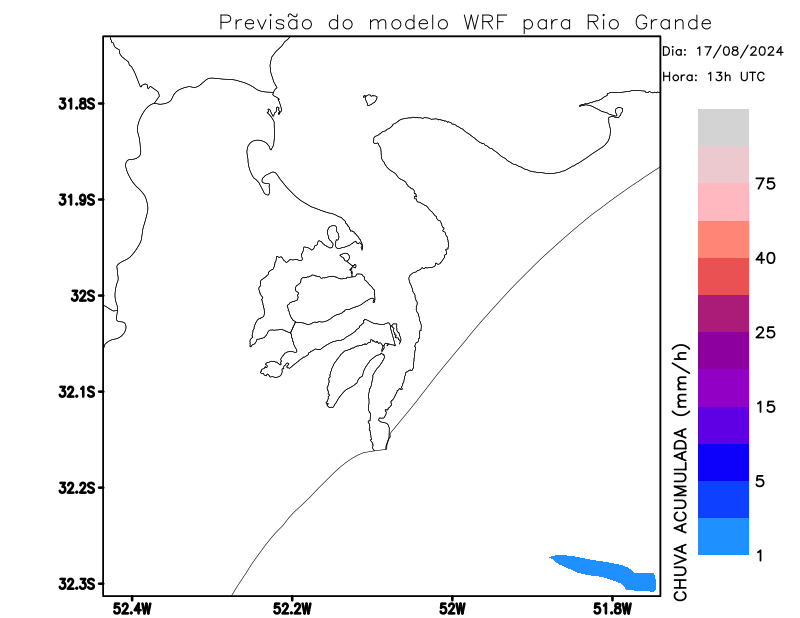 Previsão do modelo WRF para Rio Grande
Dia: 17/08/2024
Hora: 13h UTC
31.8S
31.9S
32S
32.1S
32.2S
32.3S
52.4W
52.2W
52W
51.8W
75
40
25
15
5
1
CHUVA ACUMULADA (mm/h)